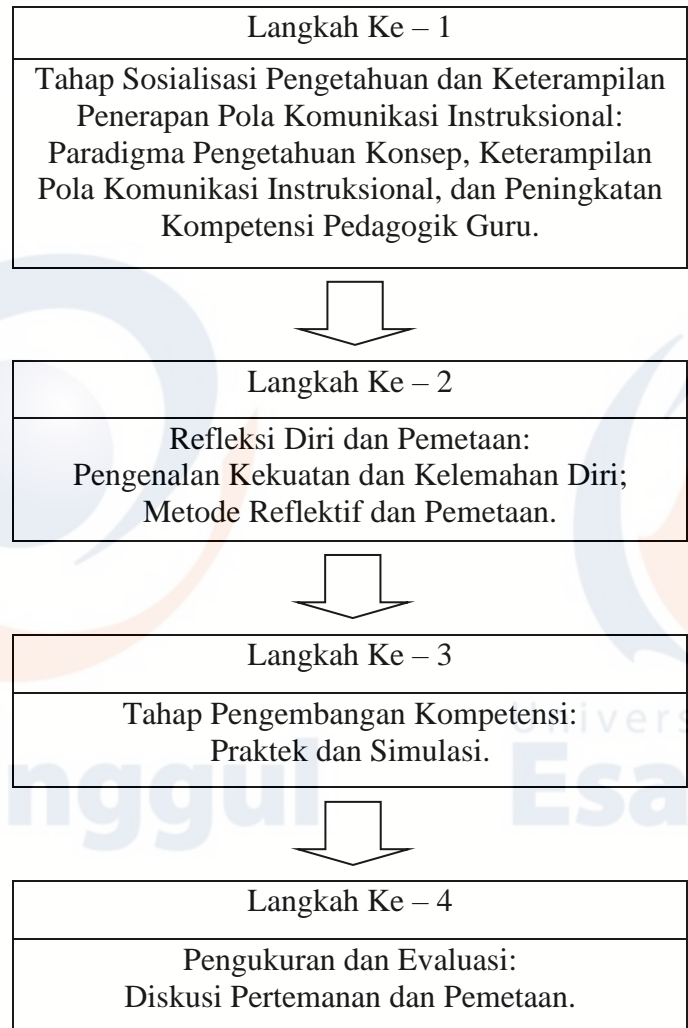 Langkah Ke – 1
Tahap Sosialisasi Pengetahuan dan Keterampilan
Penerapan Pola Komunikasi Instruksional:
Paradigma Pengetahuan Konsep, Keterampilan
Pola Komunikasi Instruksional, dan Peningkatan
Kompetensi Pedagogik Guru.
Langkah Ke – 2
Refleksi Diri dan Pemetaan:
Pengenalan Kekuatan dan Kelemahan Diri;
Metode Reflektif dan Pemetaan.
Langkah Ke – 3
Tahap Pengembangan Kompetensi:
Praktek dan Simulasi.
Univers
nggul
Esa
Langkah Ke – 4
Pengukuran dan Evaluasi:
Diskusi Pertemanan dan Pemetaan.